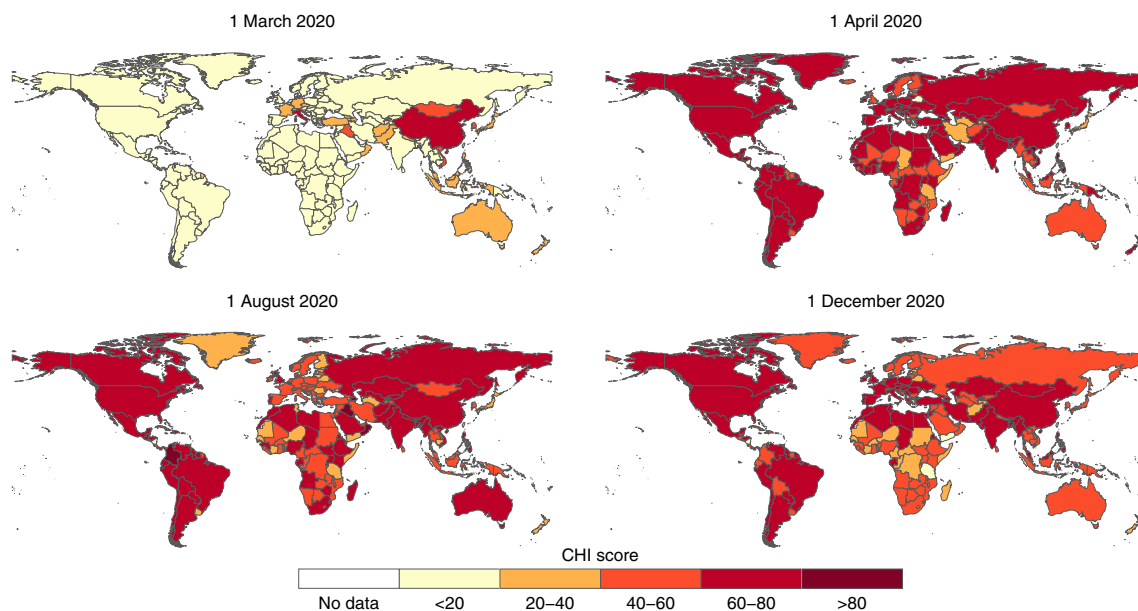 1 March 2020
1 April 2020
1 August 2020
1 December 2020
CHI score
No data
<20
20–40
40–60
60–80
>80